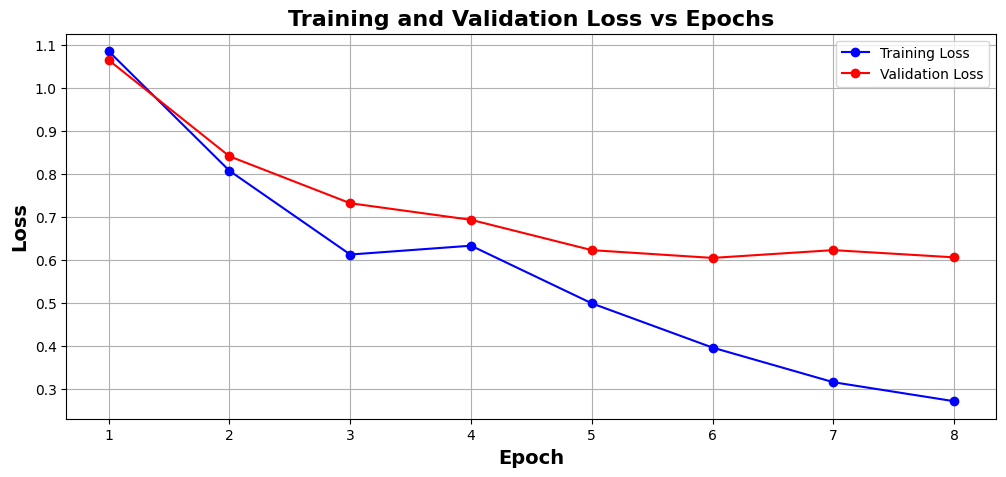 Training and Validation Loss vs Epochs
Training Loss
Validation Loss
Loss
1.1
1.0
0.9
0.8
0.7
0.6
0.5
0.4
0.3
1 2 3 4 5 6 7 8
Epoch